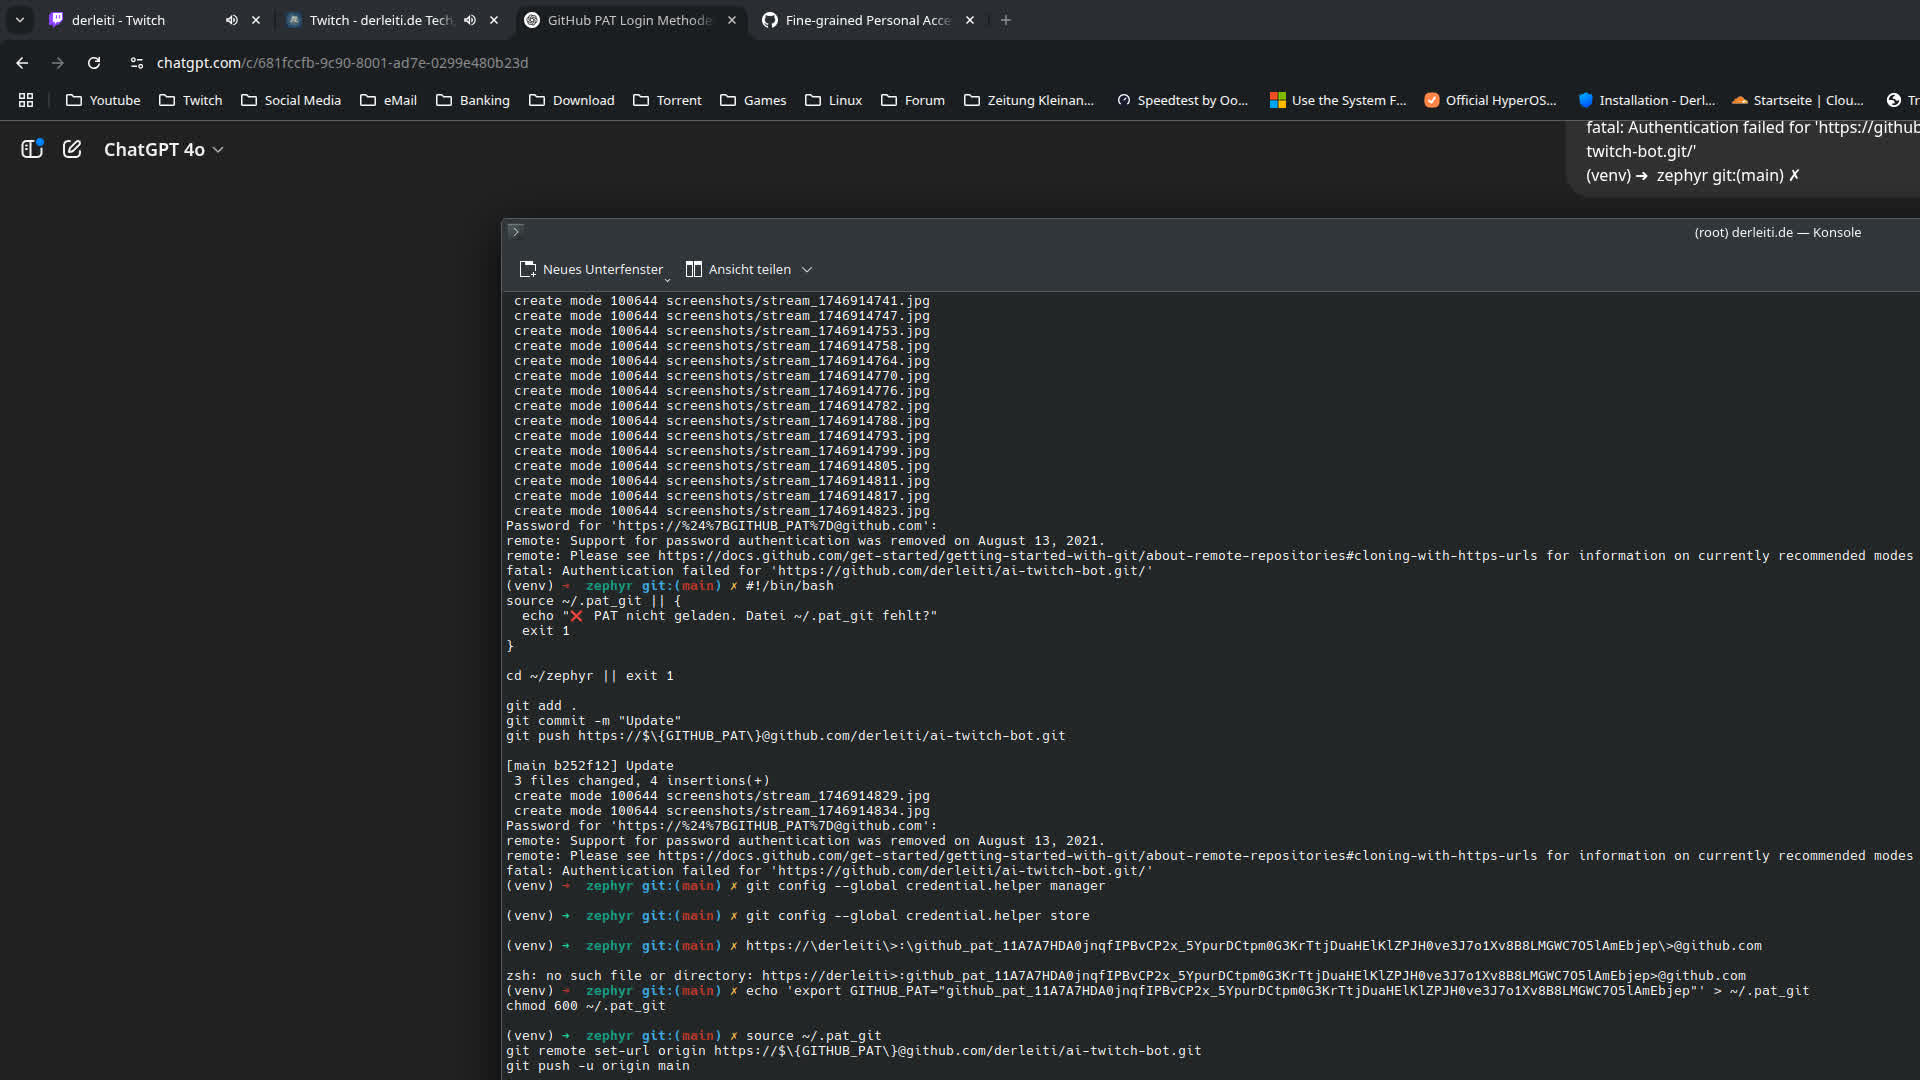 derleiti - Twitch
Twitch - derleiti.de Tech
GitHub PAT Login Methode
Fine-grained Personal Acce
chatgpt.com/c/681fccfb-9c90-8001-ad7e-0299e480b23d
Youtube
Twitch
Social Media
eMail
Banking
Download
Torrent
Games
Linux
Forum
Zeitung Kleinan...
Speedtest by Oo...
Use the System F...
Official HyperOS...
Installation - Derl...
Startseite | Clou...
Tr
ChatGPT 4o
fatal: Authentication failed for 'https://github
twitch-bot.git/'
(venv) ➜ zephyr git:(main) ✗
(root) derleiti.de — Konsole
Neues Unterfenster
Ansicht teilen
create mode 100644 screenshots/stream_1746914741.jpg
create mode 100644 screenshots/stream_1746914747.jpg
create mode 100644 screenshots/stream_1746914753.jpg
create mode 100644 screenshots/stream_1746914758.jpg
create mode 100644 screenshots/stream_1746914764.jpg
create mode 100644 screenshots/stream_1746914770.jpg
create mode 100644 screenshots/stream_1746914776.jpg
create mode 100644 screenshots/stream_1746914782.jpg
create mode 100644 screenshots/stream_1746914788.jpg
create mode 100644 screenshots/stream_1746914793.jpg
create mode 100644 screenshots/stream_1746914799.jpg
create mode 100644 screenshots/stream_1746914805.jpg
create mode 100644 screenshots/stream_1746914811.jpg
create mode 100644 screenshots/stream_1746914817.jpg
create mode 100644 screenshots/stream_1746914823.jpg
Password for 'https://%24%7BGITHUB_PAT%7D@github.com':
remote: Support for password authentication was removed on August 13, 2021.
remote: Please see https://docs.github.com/get-started/getting-started-with-git/about-remote-repositories#cloning-with-https-urls for information on currently recommended modes
fatal: Authentication failed for 'https://github.com/derleiti/ai-twitch-bot.git/'
(venv) ➜ zephyr git:(main) ✗ #!/bin/bash
source ~/.pat_git || {
echo "❌ PAT nicht geladen. Datei ~/.pat_git fehlt?"
exit 1
}
cd ~/zephyr || exit 1
git add .
git commit -m "Update"
git push https://$\{GITHUB_PAT\}@github.com/derleiti/ai-twitch-bot.git
[main b252f12] Update
3 files changed, 4 insertions(+)
create mode 100644 screenshots/stream_1746914829.jpg
create mode 100644 screenshots/stream_1746914834.jpg
Password for 'https://%24%7BGITHUB_PAT%7D@github.com':
remote: Support for password authentication was removed on August 13, 2021.
remote: Please see https://docs.github.com/get-started/getting-started-with-git/about-remote-repositories#cloning-with-https-urls for information on currently recommended modes
fatal: Authentication failed for 'https://github.com/derleiti/ai-twitch-bot.git/'
(venv) ➜ zephyr git:(main) ✗ git config --global credential.helper manager
(venv) ➜ zephyr git:(main) ✗ git config --global credential.helper store
(venv) ➜ zephyr git:(main) ✗ https://\derleiti\>:\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\>@github.com
zsh: no such file or directory: https://derleiti>: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>@github.com
(venv) ➜ zephyr git:(main) ✗ echo 'export GITHUB_PAT="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"' > ~/.pat_git
chmod 600 ~/.pat_git
(venv) ➜ zephyr git:(main) ✗ source ~/.pat_git
git remote set-url origin https://$\{GITHUB_PAT\}@github.com/derleiti/ai-twitch-bot.git
git push -u origin main